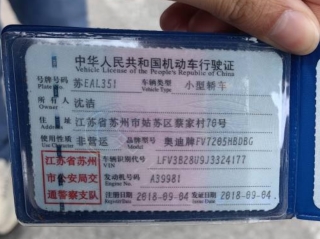 中华人民共和国机动车行驶证
Vehicle License of the People's Republic of China
号牌号码 苏EAL351 车辆类型 小型轿车
Plate No. Vehicle Type
所有人 沈浩
Owner
住址 江苏省苏州市姑苏区蔡家村70号
Address
使用性质 非营运 品牌型号 奥迪牌FV7205HBDBG
Use Character Model
江苏省苏州
市公安局交
通警察支队
车辆识别代号 LFV3B28U9J3324177
VIN
发动机号码 A39981
Engine No.
注册日期 2018-09-04 发证日期 2018-09-04
Register Date Issue Date